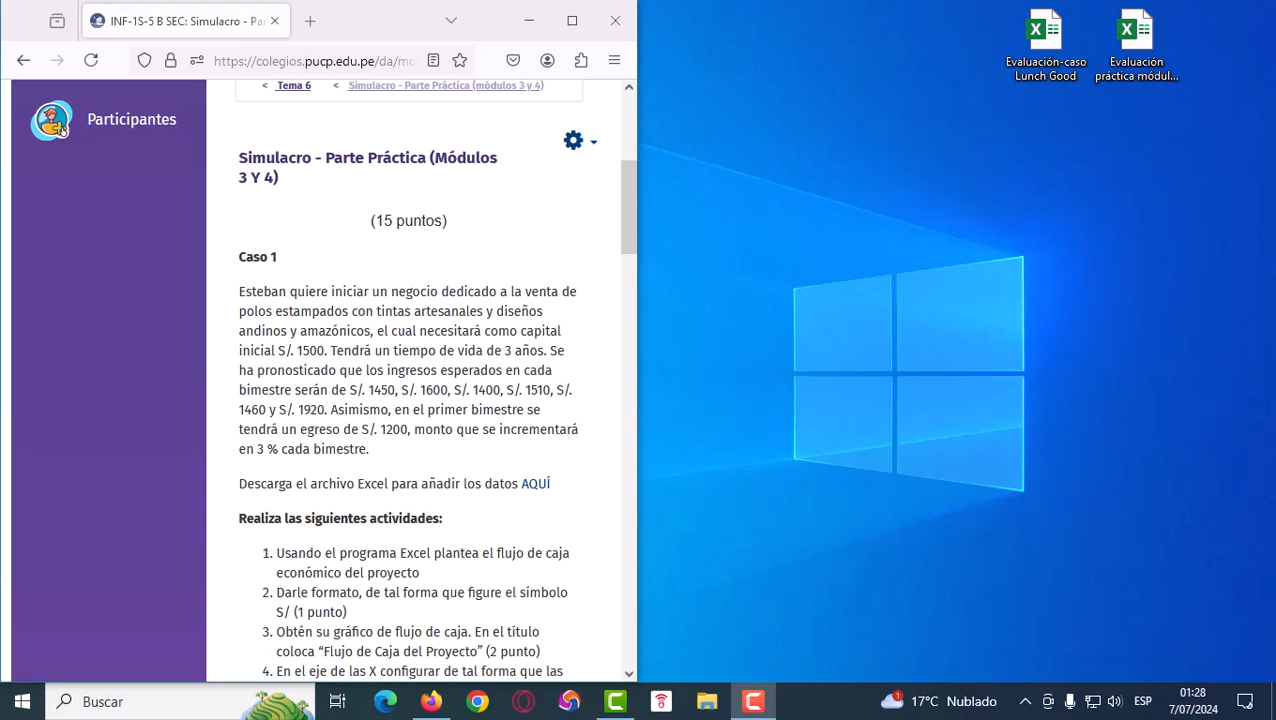 INF-1S-5 B SEC: Simulacro - Pa
https://colegios.pucp.edu.pe/da/mo
Evaluación-caso
Lunch Good
Evaluación
práctica módul...
< Tema 6 < Simulacro - Parte Práctica (módulos 3 y 4)
Participantes
Simulacro - Parte Práctica (Módulos
3 Y 4)
(15 puntos)
Caso 1
Esteban quiere iniciar un negocio dedicado a la venta de
polos estampados con tintas artesanales y diseños
andinos y amazónicos, el cual necesitará como capital
inicial S/. 1500. Tendrá un tiempo de vida de 3 años. Se
ha pronosticado que los ingresos esperados en cada
bimestre serán de S/. 1450, S/. 1600, S/. 1400, S/. 1510, S/.
1460 y S/. 1920. Asimismo, en el primer bimestre se
tendrá un egreso de S/. 1200, monto que se incrementará
en 3 % cada bimestre.
Descarga el archivo Excel para añadir los datos AQUÍ
Realiza las siguientes actividades:
1. Usando el programa Excel plantea el flujo de caja
económico del proyecto
2. Darle formato, de tal forma que figure el símbolo
S/ (1 punto)
3. Obtén su gráfico de flujo de caja. En el título
coloca “Flujo de Caja del Proyecto” (2 punto)
4. En el eje de las X configurar de tal forma que las
Buscar
1
17°C Nublado
ESP
01:28
7/07/2024